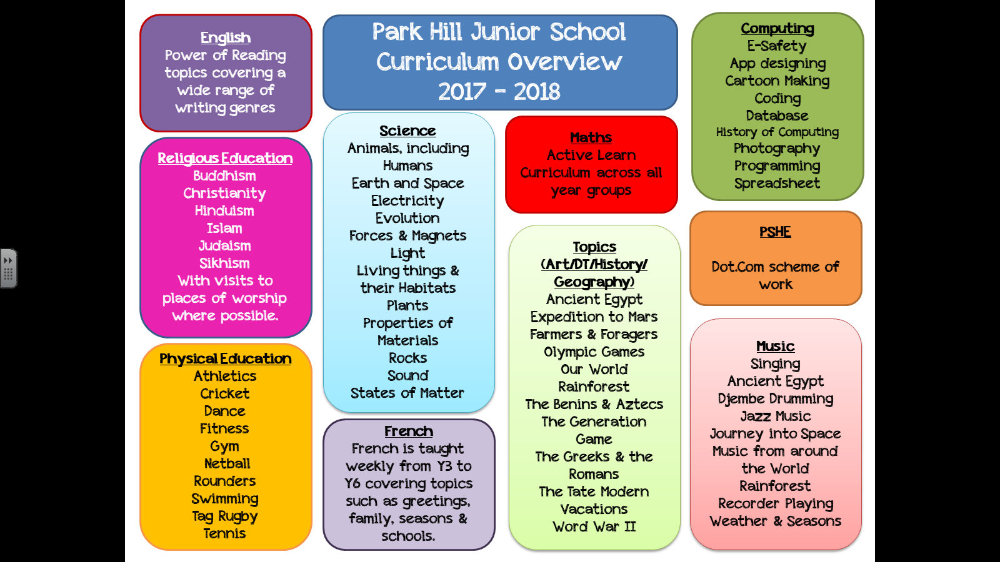 Park Hill Junior School
Curriculum Overview
2017 - 2018
English
Power of Reading
topics covering a
wide range of
writing genres
Religious Education
Buddhism
Christianity
Hinduism
Islam
Judaism
Sikhism
With visits to
places of worship
where possible.
Physical Education
Athletics
Cricket
Dance
Fitness
Gym
Netball
Rounders
Swimming
Tag Rugby
Tennis
Science
Animals, including
Humans
Earth and Space
Electricity
Evolution
Forces & Magnets
Light
Living things &
their Habitats
Plants
Properties of
Materials
Rocks
Sound
States of Matter
French
French is taught
weekly from Y3 to
Y6 covering topics
such as greetings,
family, seasons &
schools.
Maths
Active Learn
Curriculum across all
year groups
Topics
(Art/DT/History/
Geography)
Ancient Egypt
Expedition to Mars
Farmers & Foragers
Olympic Games
Our World
Rainforest
The Benins & Aztecs
The Generation
Game
The Greeks & the
Romans
The Tate Modern
Vacations
Word War II
Computing
E-Safety
App designing
Cartoon Making
Coding
Database
History of Computing
Photography
Programming
Spreadsheet
PSHE
Dot.Com scheme of
work
Music
Singing
Ancient Egypt
Djembe Drumming
Jazz Music
Journey into Space
Music from around
the World
Rainforest
Recorder Playing
Weather & Seasons